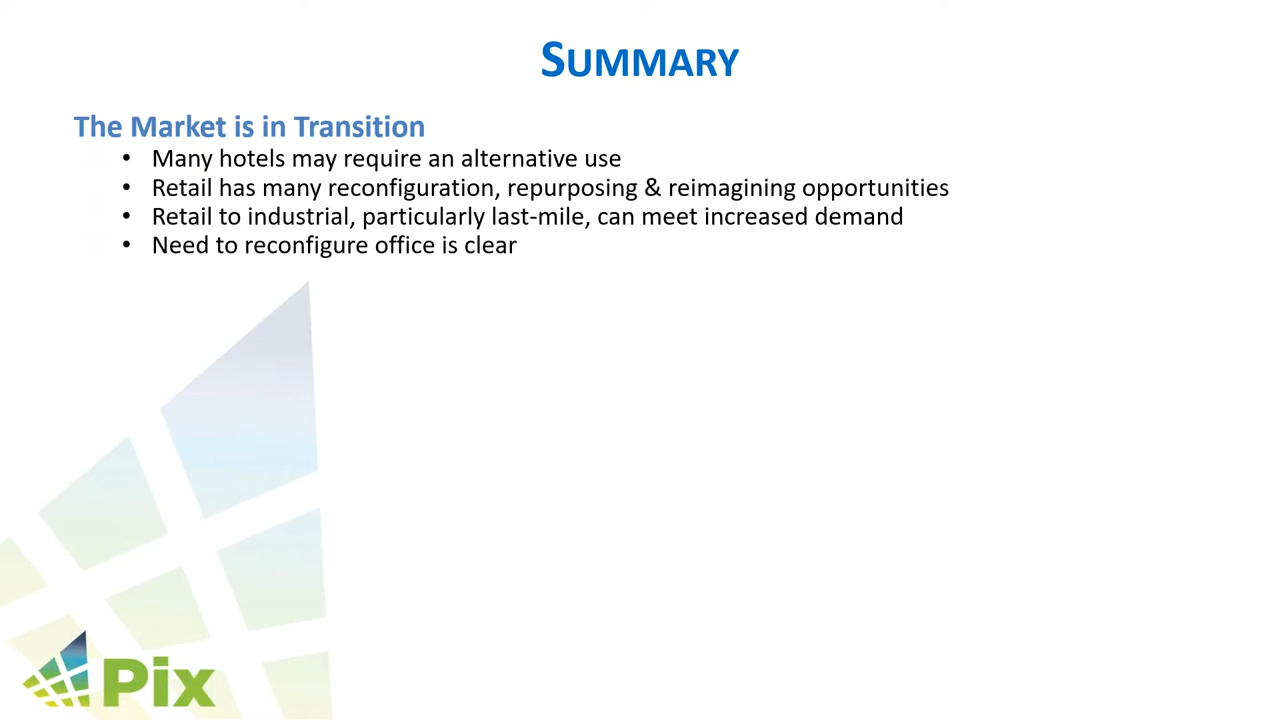 SUMMARY
The Market is in Transition
• Many hotels may require an alternative use
• Retail has many reconfiguration, repurposing & reimagining opportunities
• Retail to industrial, particularly last-mile, can meet increased demand
• Need to reconfigure office is clear
Pix